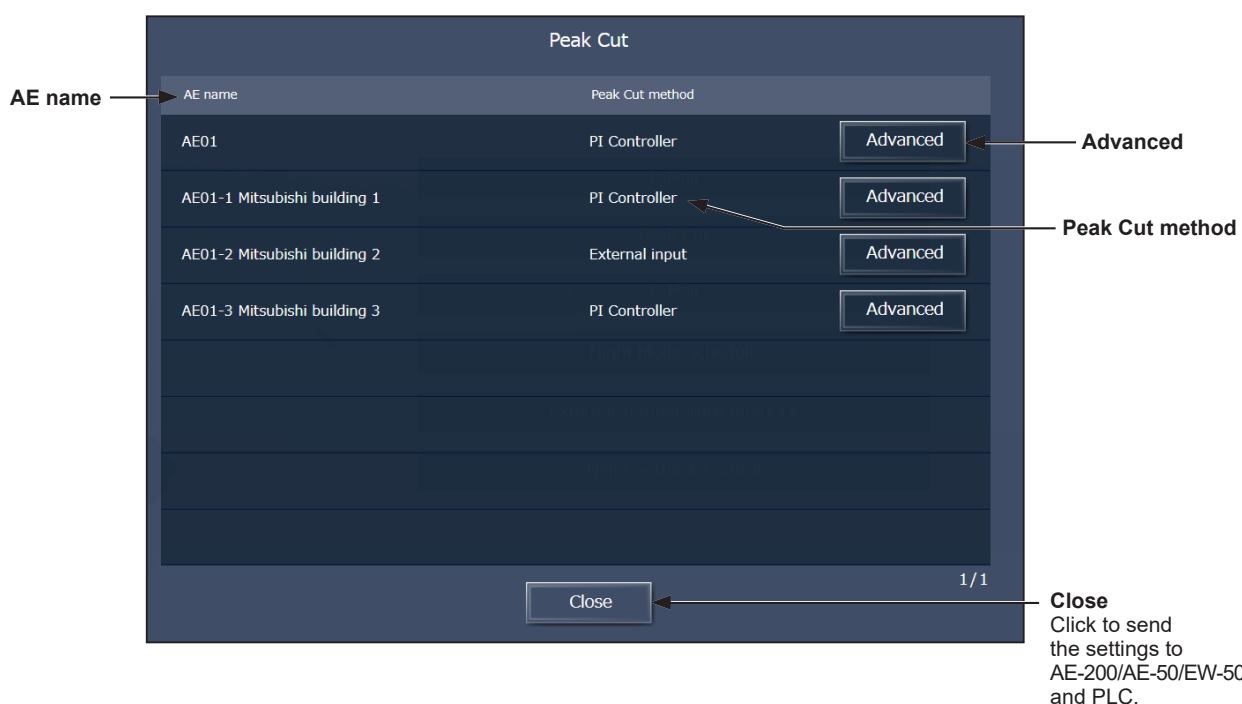 Peak Cut
AE name
AE name Peak Cut method
AE01 PI Controller Advanced
Advanced
AE01-1 Mitsubishi building 1 PI Controller Advanced
Peak Cut method
AE01-2 Mitsubishi building 2 External input Advanced
AE01-3 Mitsubishi building 3 PI Controller Advanced
1/1
Close
Close
Click to send
the settings to
AE-200/AE-50/EW-50
and PLC.